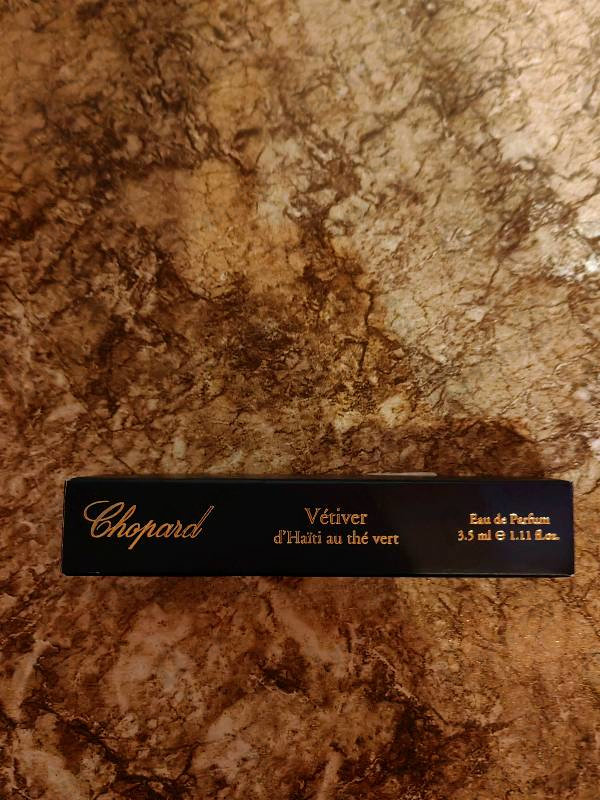 Chopard
Vétiver
d'Haïti au thé vert
Eau de Parfum
3.5 ml ℮ 1.11 fl.oz.